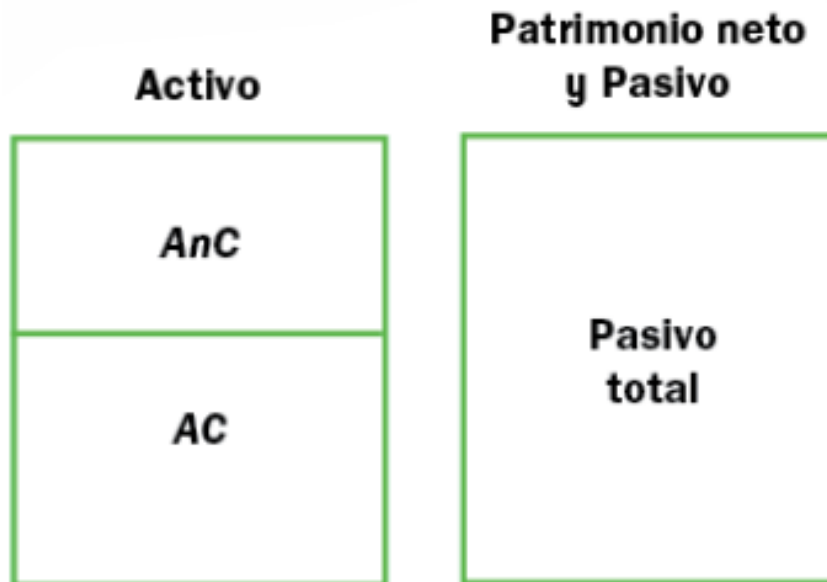 Activo
AnC
AC
Patrimonio neto
y Pasivo
Pasivo
total